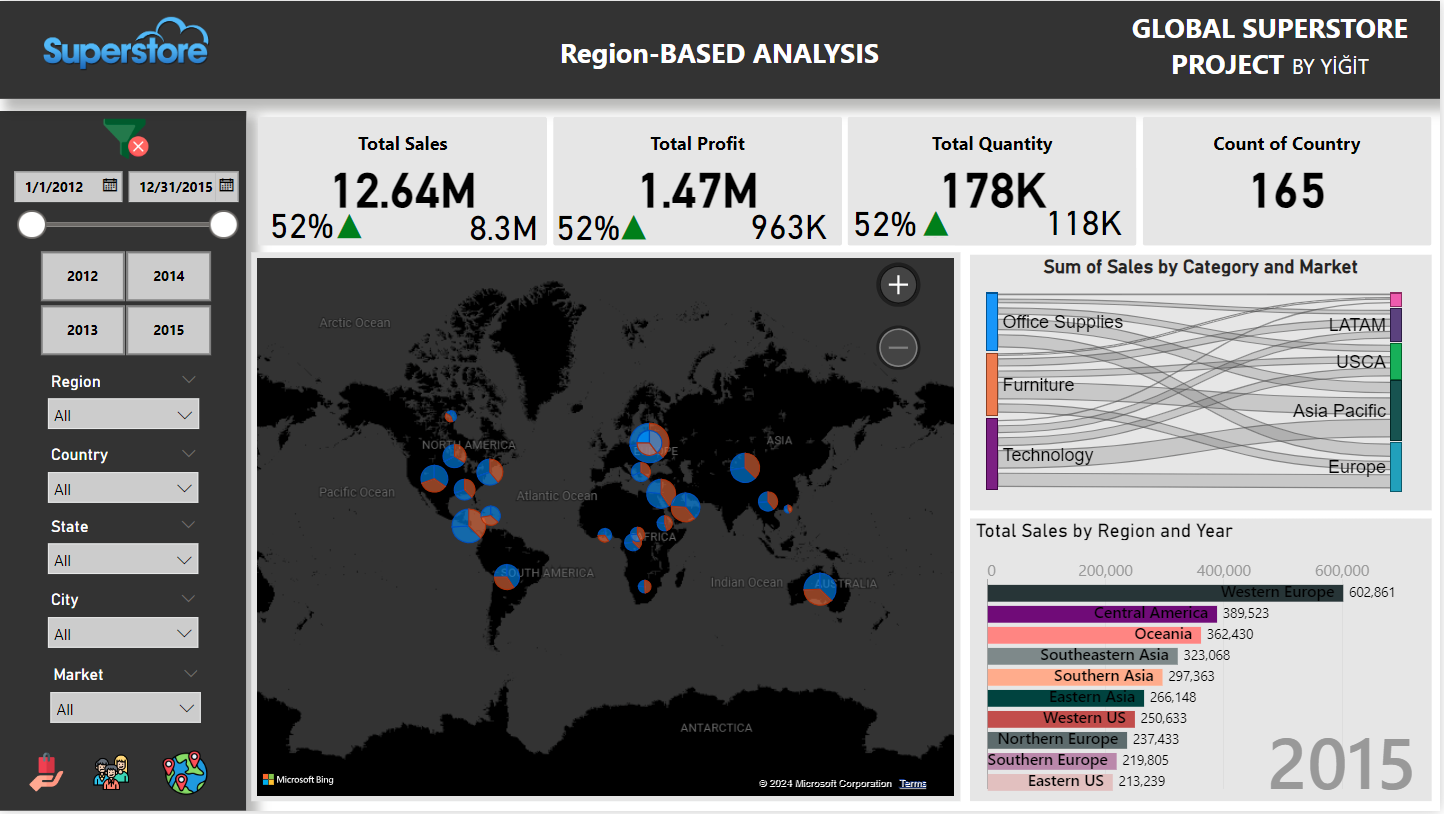 Superstore
Region-BASED ANALYSIS
GLOBAL SUPERSTORE
PROJECT BY YİĞİT
1/1/2012
12/31/2015
2012
2014
2013
2015
Region
All
Country
All
State
All
City
All
Market
All
Total Sales
12.64M
52%
8.3M
Total Profit
1.47M
52%
963K
Total Quantity
178K
52%
118K
Count of Country
165
Arctic Ocean
NORTH AMERICA
EUROPE
ASIA
Pacific Ocean
Atlantic Ocean
AFRICA
SOUTH AMERICA
Indian Ocean
AUSTRALIA
ANTARCTICA
Microsoft Bing
© 2024 Microsoft Corporation Terms
Sum of Sales by Category and Market
Office Supplies
Furniture
Technology
LATAM
USCA
Asia Pacific
Europe
Total Sales by Region and Year
0 200,000 400,000 600,000
Western Europe 602,861
Central America 389,523
Oceania 362,430
Southeastern Asia 323,068
Southern Asia 297,363
Eastern Asia 266,148
Western US 250,633
Northern Europe 237,433
Southern Europe 219,805
Eastern US 213,239
2015